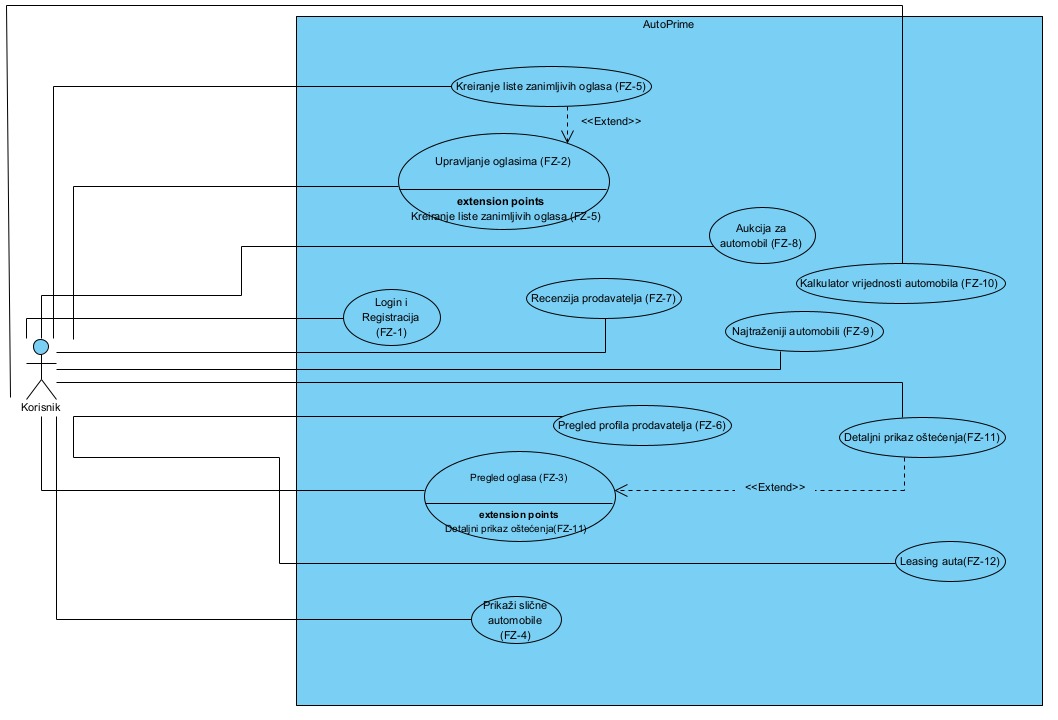 AutoPrime
Kreiranje liste zanimljivih oglasa (FZ-5)
<<Extend>>
Upravljanje oglasima (FZ-2)
extension points
Kreiranje liste zanimljivih oglasa (FZ-5)
Aukcija za
automobil (FZ-8)
Kalkulator vrijednosti automobila (FZ-10)
Recenzija prodavatelja (FZ-7)
Login i
Registracija
(FZ-1)
Najtraženiji automobili (FZ-9)
Korisnik
Pregled profila prodavatelja (FZ-6)
Detaljni prikaz oštećenja(FZ-11)
Pregled oglasa (FZ-3)
<<Extend>>
extension points
Detaljni prikaz oštećenja(FZ-11)
Leasing auta(FZ-12)
Prikaži slične
automobile
(FZ-4)